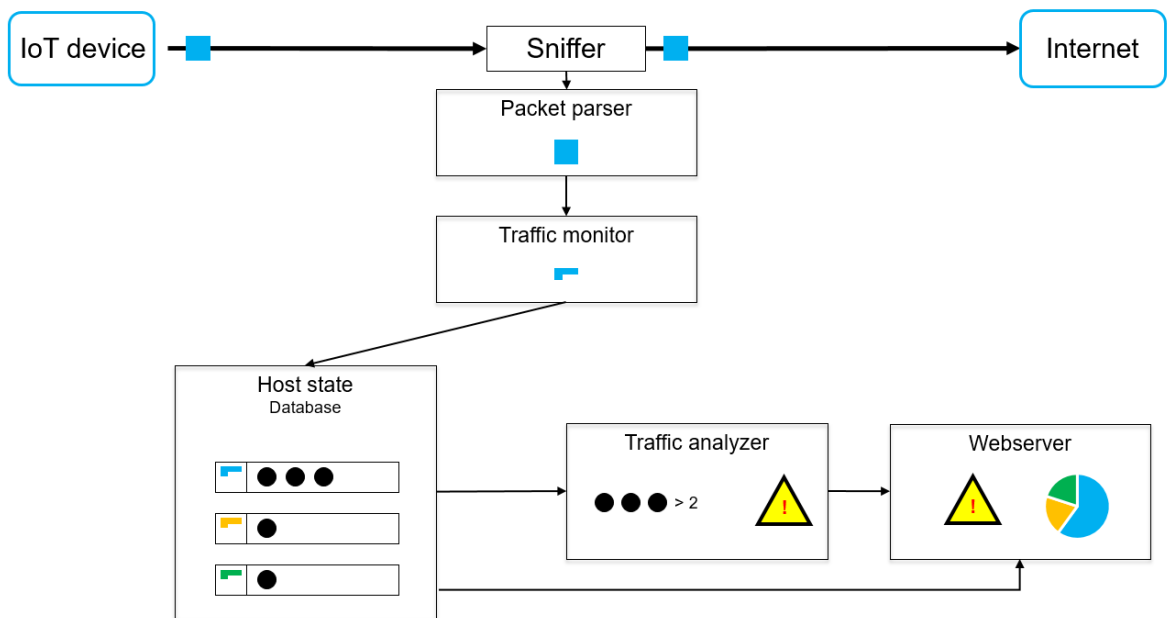 IoT device
Sniffer
Internet
Packet parser
Traffic monitor
Host state
Database
Traffic analyzer
> 2
!
Webserver
!